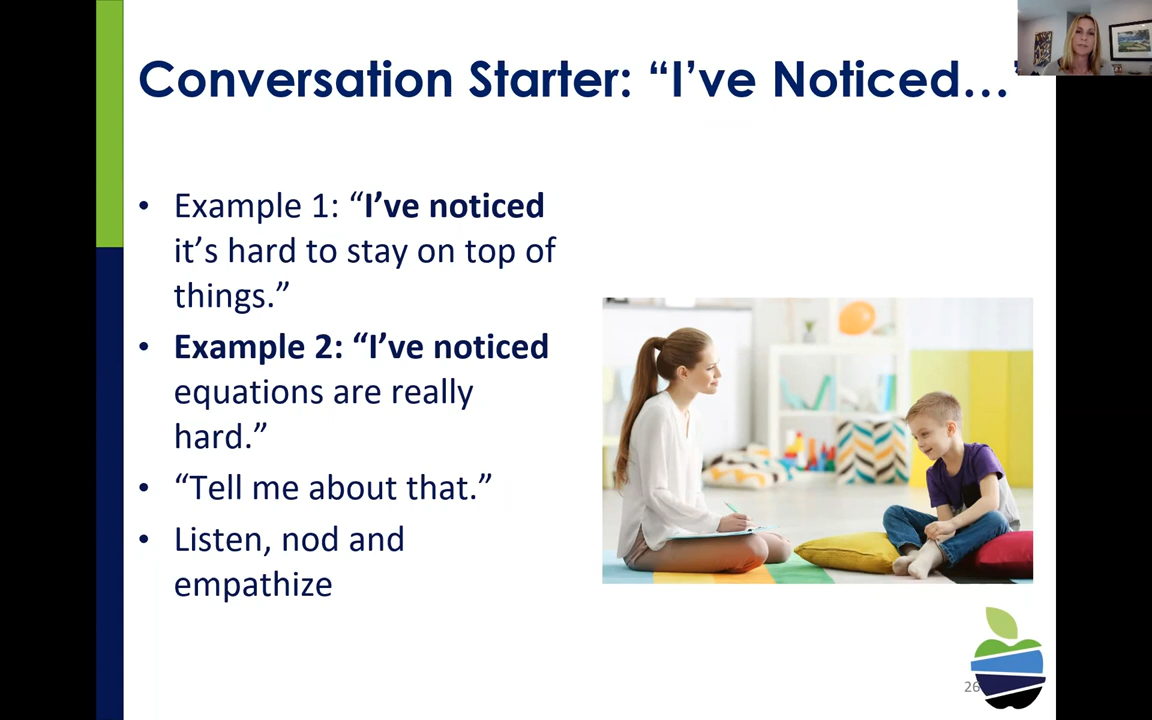 Conversation Starter: “I’ve Noticed…”
• Example 1: “I’ve noticed
it’s hard to stay on top of
things.”
• Example 2: “I’ve noticed
equations are really
hard.”
• “Tell me about that.”
• Listen, nod and
empathize
26